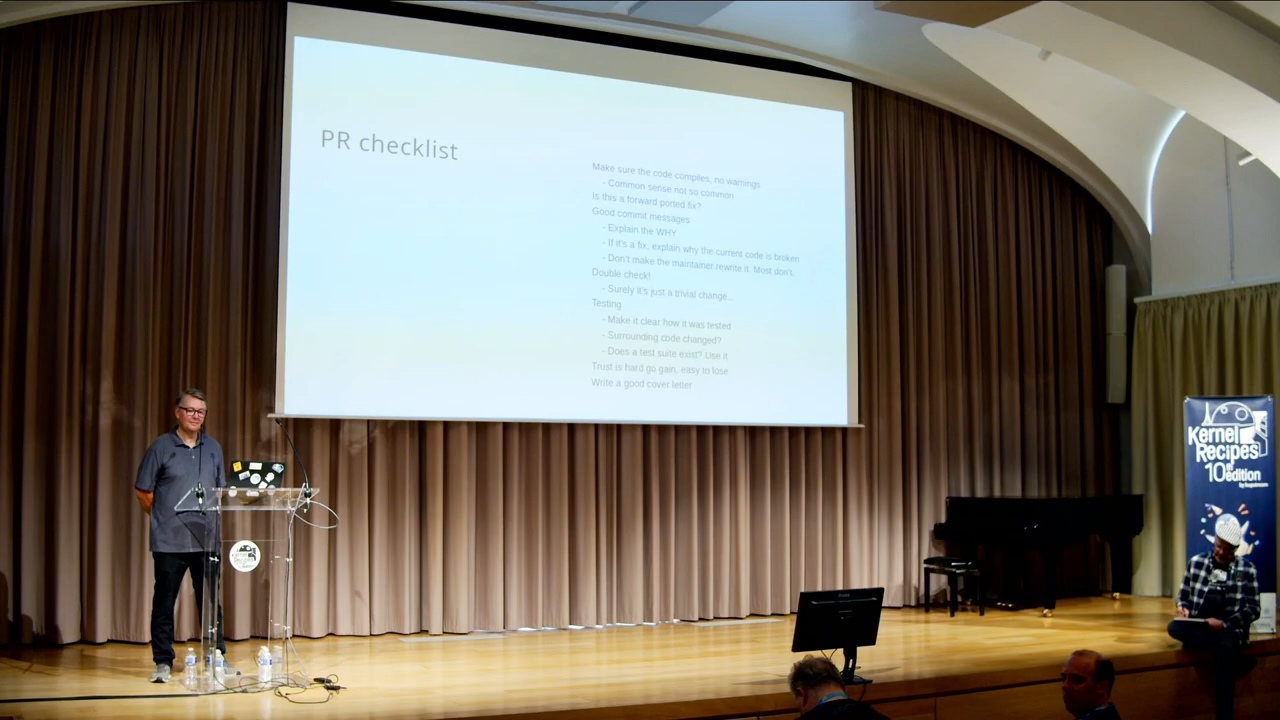 PR checklist
Make sure the code compiles, no warnings
- Common sense not so common
Is this a forward ported fix?
Good commit messages
- Explain the WHY
- If it's a fix, explain why the current code is broken
- Don't make the maintainer rewrite it. Most don't.
Double check!
- Surely it's just a trivial change..
Testing
- Make it clear how it was tested
- Surrounding code changed?
- Does a test suite exist? Use it
Trust is hard go gain, easy to lose
Write a good cover letter
Kernel
Recipes
10th edition
Kernel
Recipes